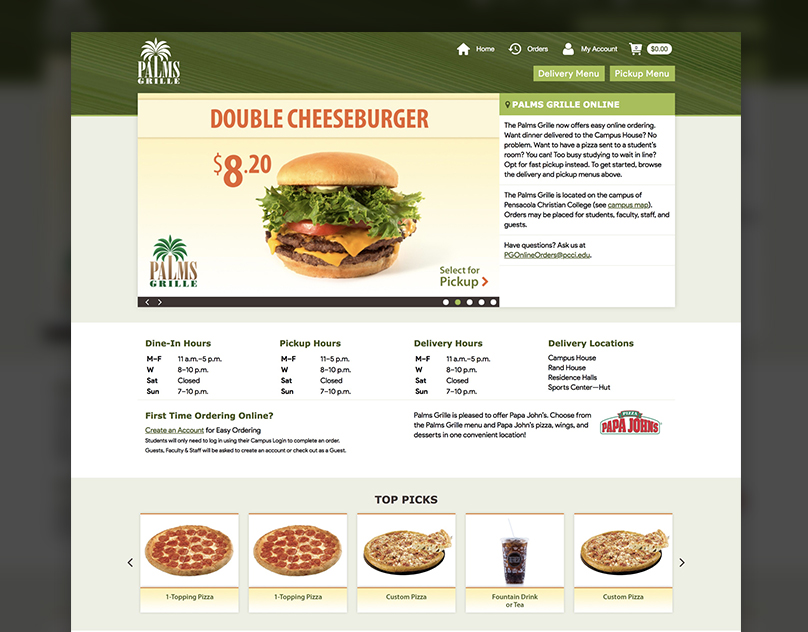 PALMS
GRILLE
Home
Orders
My Account
0
$0.00
Delivery Menu
Pickup Menu
DOUBLE CHEESEBURGER
$8.20
PALMS
GRILLE
Select for
Pickup
PALMS GRILLE ONLINE
The Palms Grille now offers easy online ordering.
Want dinner delivered to the Campus House? No
problem. Want to have a pizza sent to a student's
room? You can! Too busy studying to wait in line?
Opt for fast pickup instead. To get started, browse
the delivery and pickup menus above.
The Palms Grille is located on the campus of
Pensacola Christian College (see campus map).
Orders may be placed for students, faculty, staff, and
guests.
Have questions? Ask us at
PGOnlineOrders@pcci.edu.
Dine-In Hours
M–F 11 a.m.–5 p.m.
W 8–10 p.m.
Sat Closed
Sun 7–10 p.m.
Pickup Hours
M–F 11–5 p.m.
W 8–10 p.m.
Sat Closed
Sun 7–10 p.m.
Delivery Hours
M–F 11 a.m.–5 p.m.
W 8–10 p.m.
Sat Closed
Sun 7–10 p.m.
Delivery Locations
Campus House
Rand House
Residence Halls
Sports Center—Hut
First Time Ordering Online?
Create an Account for Easy Ordering
Students will only need to log in using their Campus Login to complete an order.
Guests, Faculty & Staff will be asked to create an account or check out as a Guest.
Palms Grille is pleased to offer Papa John's. Choose from
the Palms Grille menu and Papa John's pizza, wings, and
desserts in one convenient location!
PIZZA
PAPA JOHNS
TOP PICKS
1-Topping Pizza
1-Topping Pizza
Custom Pizza
Fountain Drink
or Tea
Custom Pizza